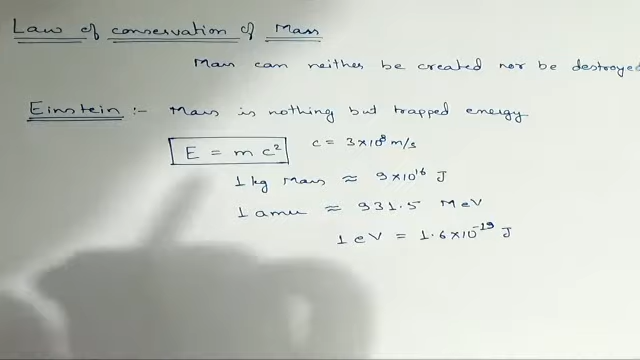 Law of conservation of Mass
Mass can neither be created nor be destroyed
Einstein :- Mass is nothing but trapped energy
E = mc² c = 3×10⁸ m/s
1 kg Mass ≈ 9×10¹⁶ J
1 amu ≈ 931.5 MeV
1 eV = 1.6×10⁻¹⁹ J